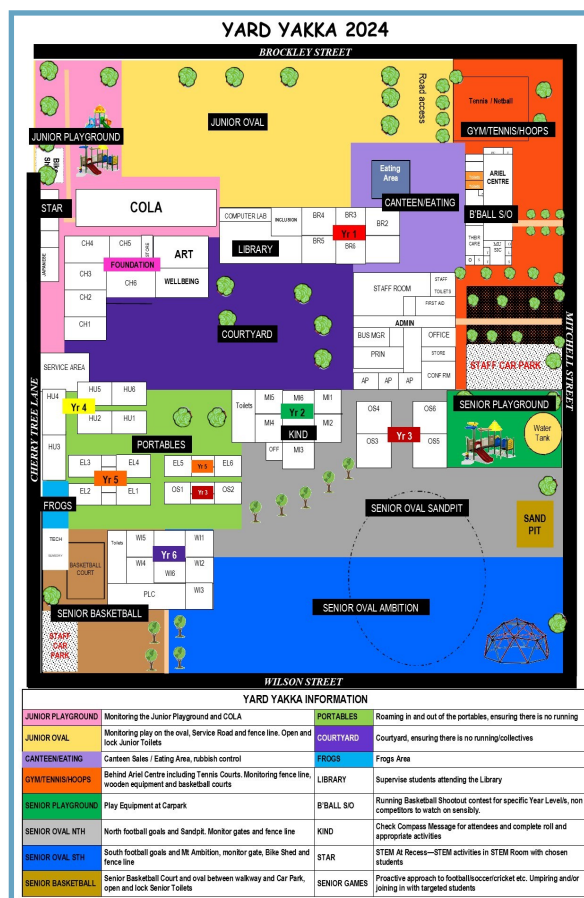 YARD YAKKA 2024
BROCKLEY STREET
Road access
Tennis / Netball
JUNIOR OVAL
JUNIOR PLAYGROUND
GYM/TENNIS/HOOPS
Eating
Area
ARIEL
CENTRE
CANTEEN/EATING
STAR
COLA
B'BALL S/O
COMPUTER LAB
INCLUSION
BR4
BR3
BR2
Yr 1
BR5
BR6
LIBRARY
CH4
CH5
STORE
ART
FOUNDATION
WELLBEING
CH3
CH6
CH2
CH1
JAPANESE
THER
CARE
MU
SIC
STAFF ROOM
STAFF
TOILETS
FIRST AID
ADMIN
COURTYARD
BUS MGR
OFFICE
PRIN
STORE
AP
AP
AP
CONF RM
STAFF CAR PARK
MITCHELL STREET
SERVICE AREA
CHERRY TREE LANE
HU4
HU5
HU6
Yr 4
HU2
HU1
HU3
Toilets
MI5
MI6
MI1
Yr 2
MI4
KIND
MI2
OFF
MI3
OS4
OS6
Yr 3
OS3
OS5
SENIOR PLAYGROUND
Water
Tank
PORTABLES
EL3
EL4
Yr 5
EL2
EL1
EL5
Yr 5
EL6
OS1
Yr 3
OS2
FROGS
SENIOR OVAL SANDPIT
SAND
PIT
TECH
BASKETBALL
COURT
Toilets
WI5
WI1
Yr 6
WI4
WI6
WI2
PLC
WI3
SENIOR BASKETBALL
SENIOR OVAL AMBITION
STAFF
CAR
PARK
WILSON STREET
YARD YAKKA INFORMATION
JUNIOR PLAYGROUND Monitoring the Junior Playground and COLA
PORTABLES Roaming in and out of the portables, ensuring there is no running
JUNIOR OVAL Monitoring play on the oval, Service Road and fence line. Open and
lock Junior Toilets
COURTYARD Courtyard, ensuring there is no running/collectives
CANTEEN/EATING Canteen Sales / Eating Area, rubbish control
FROGS Frogs Area
GYM/TENNIS/HOOPS Behind Ariel Centre including Tennis Courts. Monitoring fence line,
wooden equipment and basketball courts
LIBRARY Supervise students attending the Library
SENIOR PLAYGROUND Play Equipment at Carpark
B'BALL S/O Running Basketball Shootout contest for specific Year Level/s, non
competitors to watch on sensibly.
SENIOR OVAL NTH North football goals and Sandpit. Monitor gates and fence line
KIND Check Compass Message for attendees and complete roll and
appropriate activities
SENIOR OVAL STH South football goals and Mt Ambition, monitor gate, Bike Shed and
fence line
STAR STEM At Recess—STEM activities in STEM Room with chosen
students
SENIOR BASKETBALL Senior Basketball Court and oval between walkway and Car Park,
open and lock Senior Toilets
SENIOR GAMES Proactive approach to football/soccer/cricket etc. Umpiring and/or
joining in with targeted students